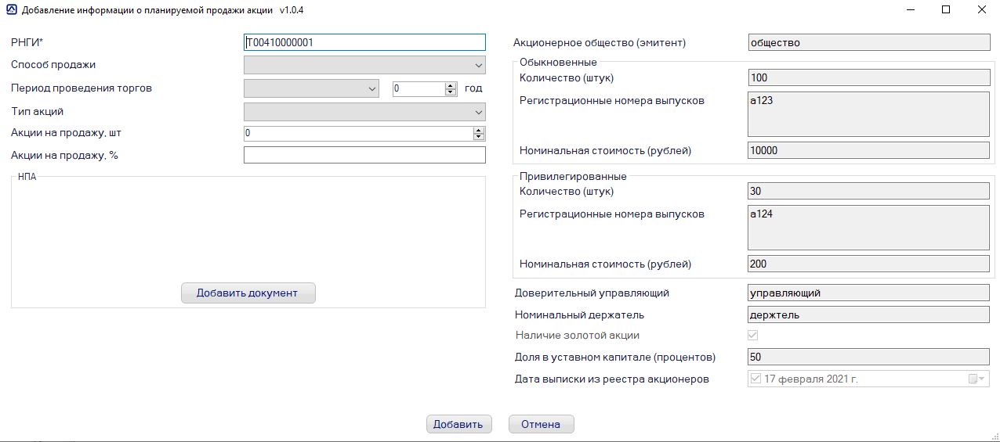 Добавление информации о планируемой продажи акции v1.0.4
РНГИ* T00410000001
Способ продажи
Период проведения торгов 0 год
Тип акций
Акции на продажу, шт 0
Акции на продажу, %
НПА
Добавить документ
Акционерное общество (эмитент) общество
Обыкновенные
Количество (штук) 100
Регистрационные номера выпусков а123
Номинальная стоимость (рублей) 10000
Привилегированные
Количество (штук) 30
Регистрационные номера выпусков а124
Номинальная стоимость (рублей) 200
Доверительный управляющий управляющий
Номинальный держатель держтель
Наличие золотой акции
Доля в уставном капитале (процентов) 50
Дата выписки из реестра акционеров 17 февраля 2021 г.
Добавить Отмена